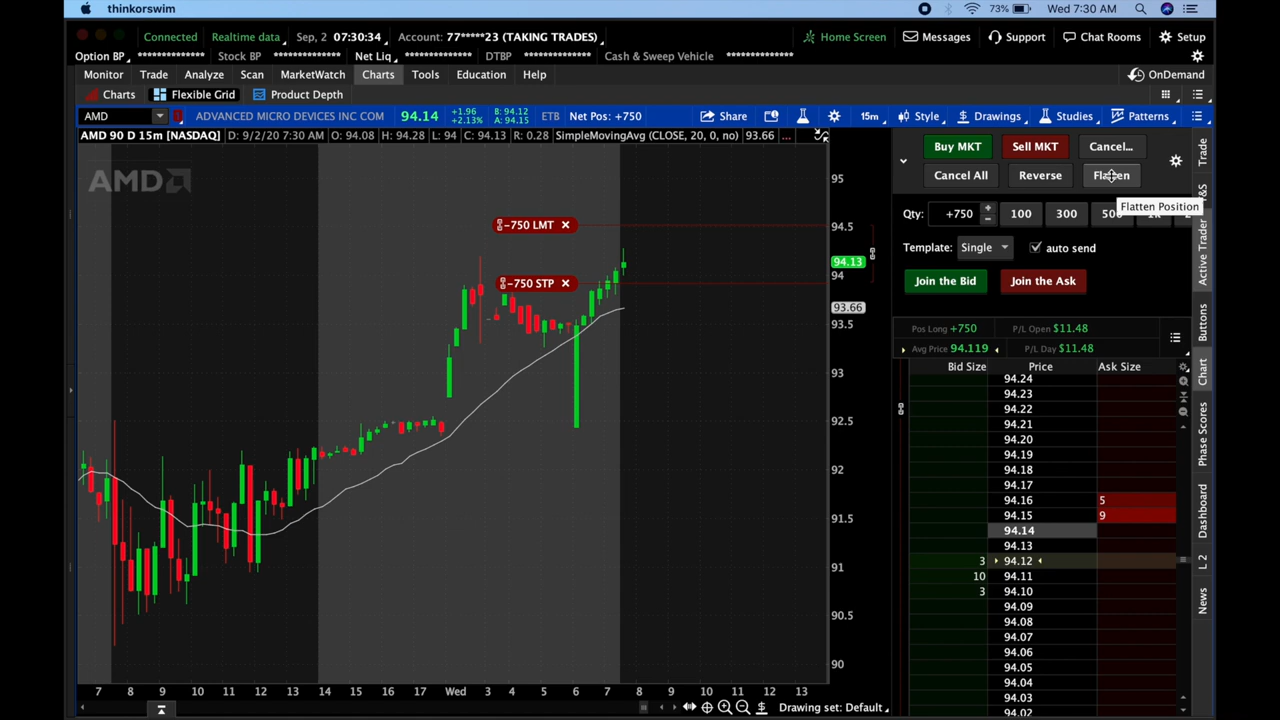 thinkorswim 73% Wed 7:30 AM
Connected Realtime data Sep, 2 07:30:34 Account: 77*****23 (TAKING TRADES) Home Screen Messages Support Chat Rooms Setup
Option BP ************** Stock BP ************** Net Liq ************** DTBP ************** Cash & Sweep Vehicle **************
Monitor Trade Analyze Scan MarketWatch Charts Tools Education Help OnDemand
Charts Flexible Grid Product Depth
AMD ADVANCED MICRO DEVICES INC COM 94.14 +1.96 +2.13% B: 94.12 A: 94.15 ETB Net Pos: +750 Share 15m Style Drawings Studies Patterns
AMD 90 D 15m [NASDAQ] D: 9/2/20 7:30 AM O: 94.08 H: 94.28 L: 94 C: 94.13 R: 0.28 SimpleMovingAvg (CLOSE, 20, 0, no) 93.66 ...
AMD
-750 LMT
-750 STP
95
94.5
94.13
94
93.66
93.5
93
92.5
92
91.5
91
90.5
90
7 8 9 10 11 12 14 15 16 17 18 19 Wed 3 4 5 6 7 8 9 10 11 12 13
Drawing set: Default
Buy MKT Sell MKT Cancel...
Cancel All Reverse Flatten
Flatten Position
Qty: +750 100 300
Template: Single auto send
Join the Bid Join the Ask
Pos Long +750 P/L Open $11.48
Avg Price 94.119 P/L Day $11.48
Bid Size Price Ask Size
94.24
94.23
94.22
94.21
94.20
94.19
94.18
94.17
94.16 5
94.15 9
94.14
94.13
3 94.12
10 94.11
3 94.10
94.09
94.08
94.07
94.06
94.05
94.04
94.03
94.02
Trade
Active Trader
Buttons
Chart
Phase Scores
Dashboard
L 2
News